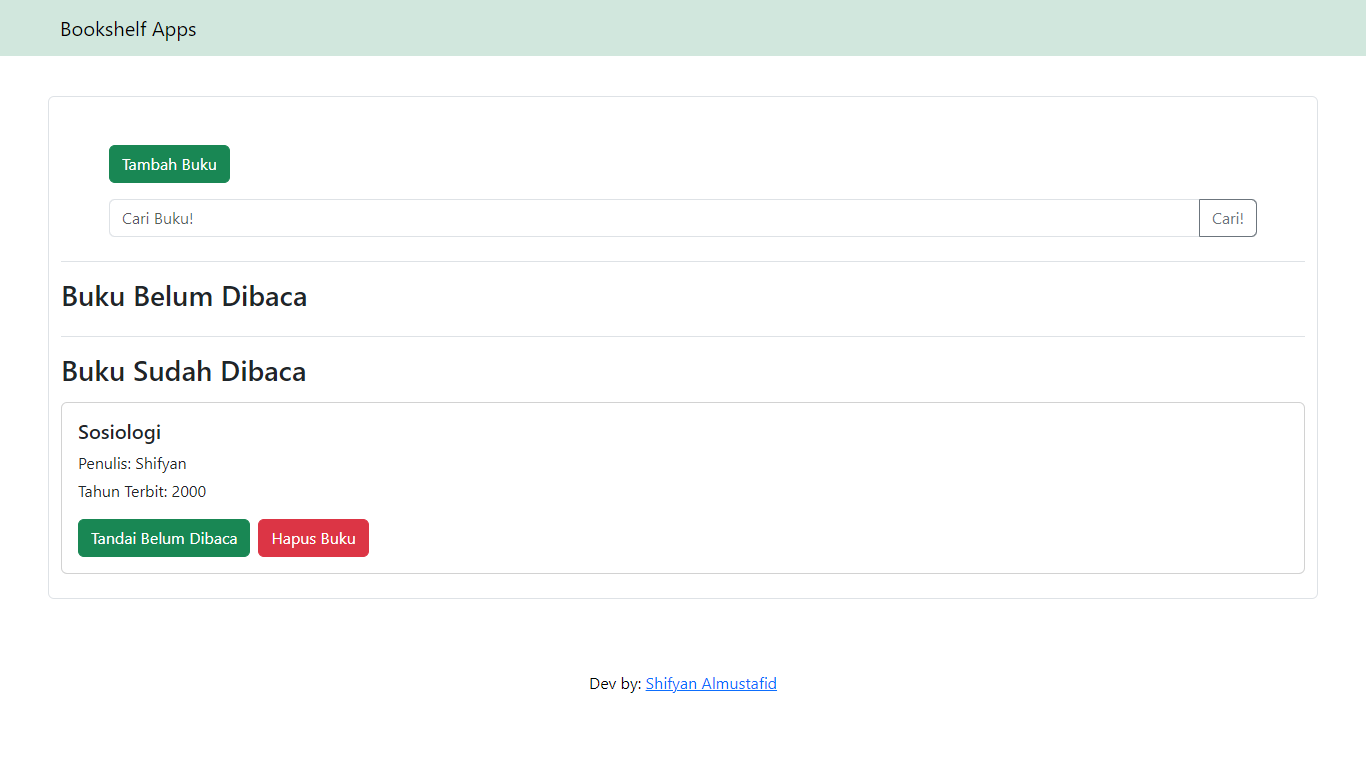 Bookshelf Apps
Tambah Buku
Cari Buku! Cari!
Buku Belum Dibaca
Buku Sudah Dibaca
Sosiologi
Penulis: Shifyan
Tahun Terbit: 2000
Tandai Belum Dibaca Hapus Buku
Dev by: Shifyan Almustafid